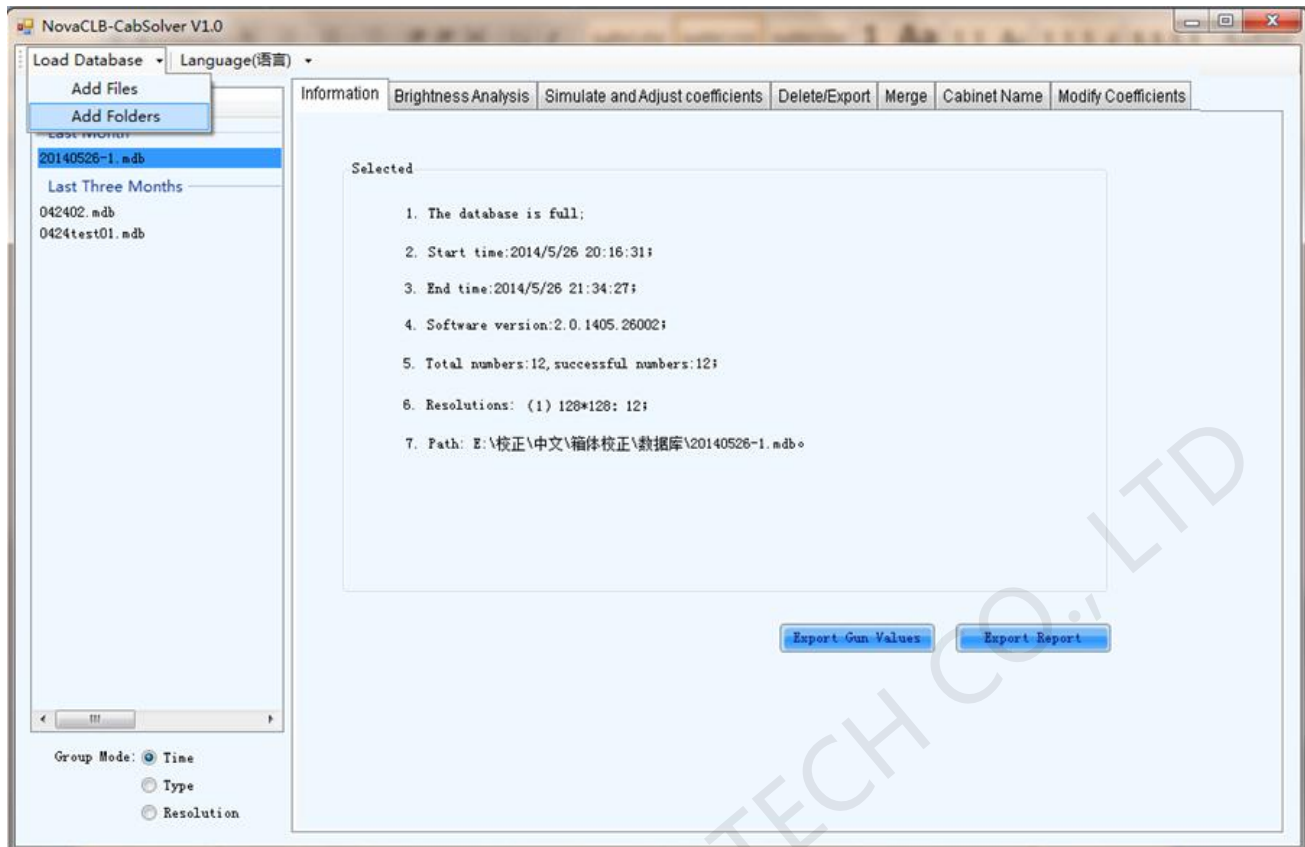 NovaCLB-CabSolver V1.0
Load Database Language(语言)
Add Files
Add Folders
Last Month
20140526-1.mdb
Last Three Months
042402.mdb
0424test01.mdb
Information Brightness Analysis Simulate and Adjust coefficients Delete/Export Merge Cabinet Name Modify Coefficients
Selected
1. The database is full;
2. Start time:2014/5/26 20:16:31;
3. End time:2014/5/26 21:34:27;
4. Software version:2.0.1405.26002;
5. Total numbers:12,successful numbers:12;
6. Resolutions: (1) 128*128: 12;
7. Path: E:\校正\中文\箱体校正\数据库\20140526-1.mdb。
Export Gun Values Export Report
Group Mode: Time
Type
Resolution
TECH CO., LTD